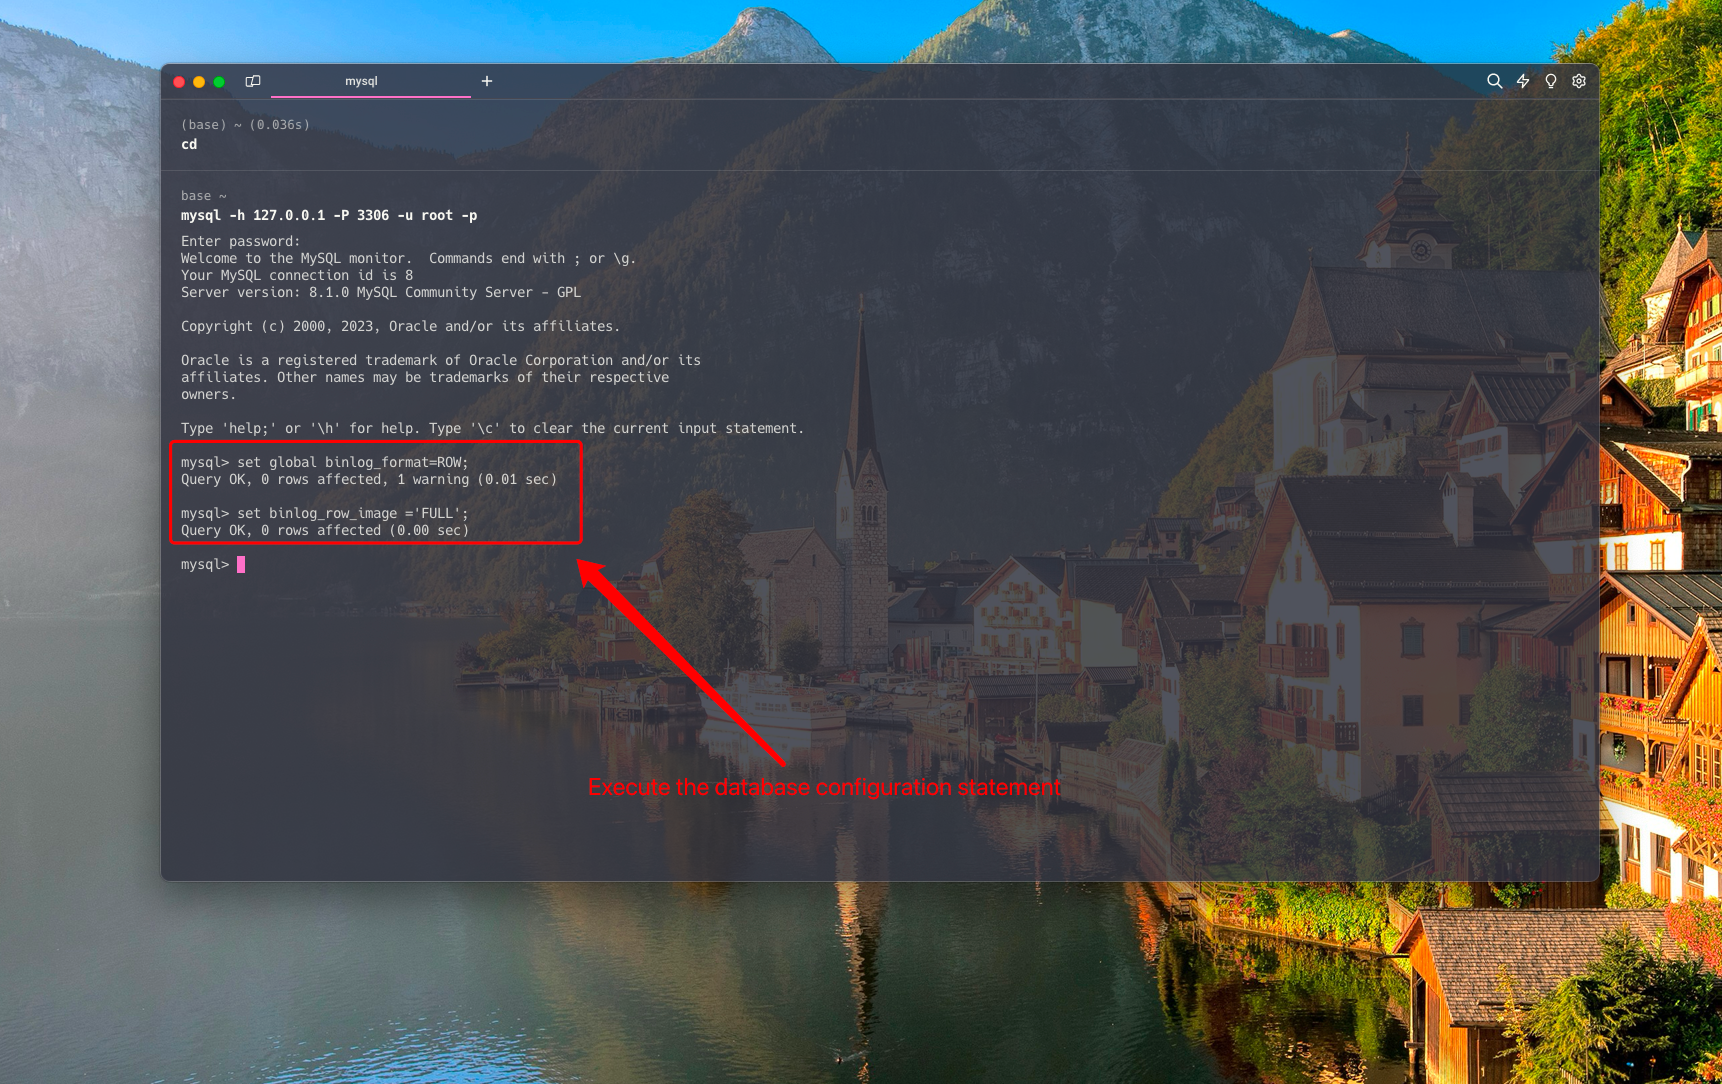 mysql
(base) ~ (0.036s)
cd
base ~
mysql -h 127.0.0.1 -P 3306 -u root -p
Enter password:
Welcome to the MySQL monitor.  Commands end with ; or \g.
Your MySQL connection id is 8
Server version: 8.1.0 MySQL Community Server - GPL
Copyright (c) 2000, 2023, Oracle and/or its affiliates.
Oracle is a registered trademark of Oracle Corporation and/or its
affiliates. Other names may be trademarks of their respective
owners.
Type 'help;' or '\h' for help. Type '\c' to clear the current input statement.
mysql> set global binlog_format=ROW;
Query OK, 0 rows affected, 1 warning (0.01 sec)
mysql> set binlog_row_image ='FULL';
Query OK, 0 rows affected (0.00 sec)
mysql>
Execute the database configuration statement